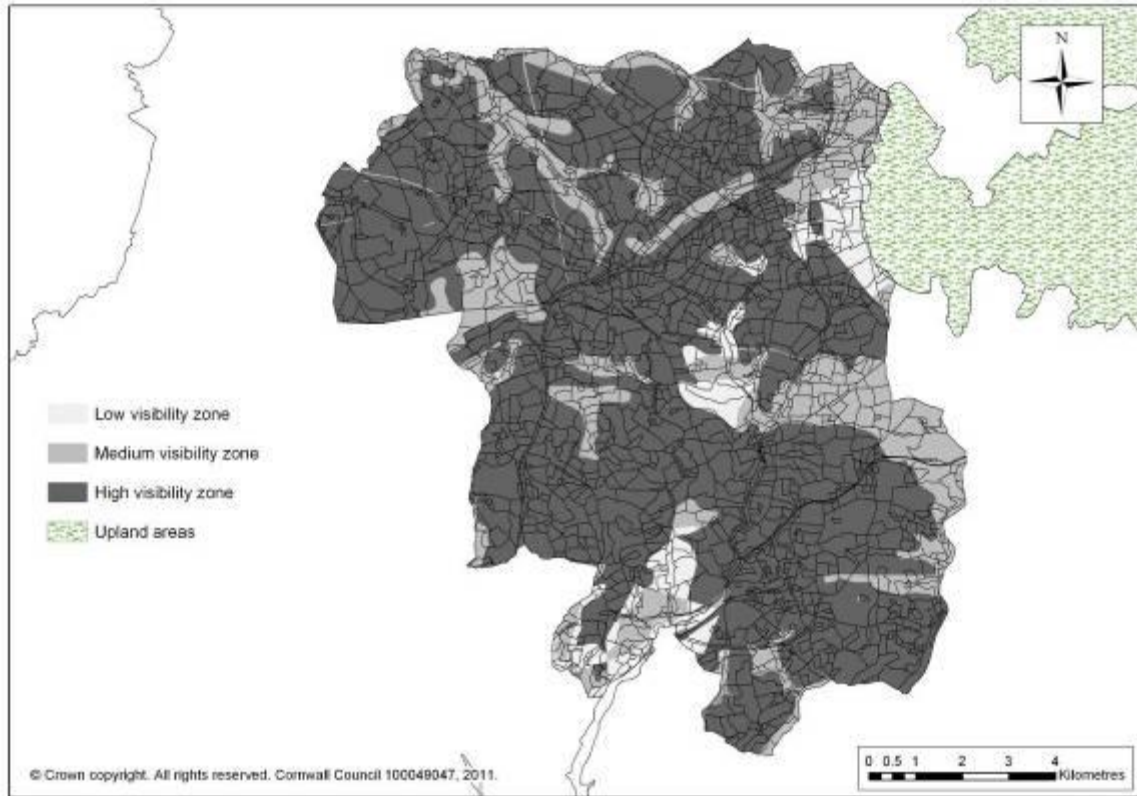 N
Low visibility zone
Medium visibility zone
High visibility zone
Upland areas
© Crown copyright. All rights reserved. Cornwall Council 100049047, 2011.
0 0.5 1 2 3 4
Kilometres